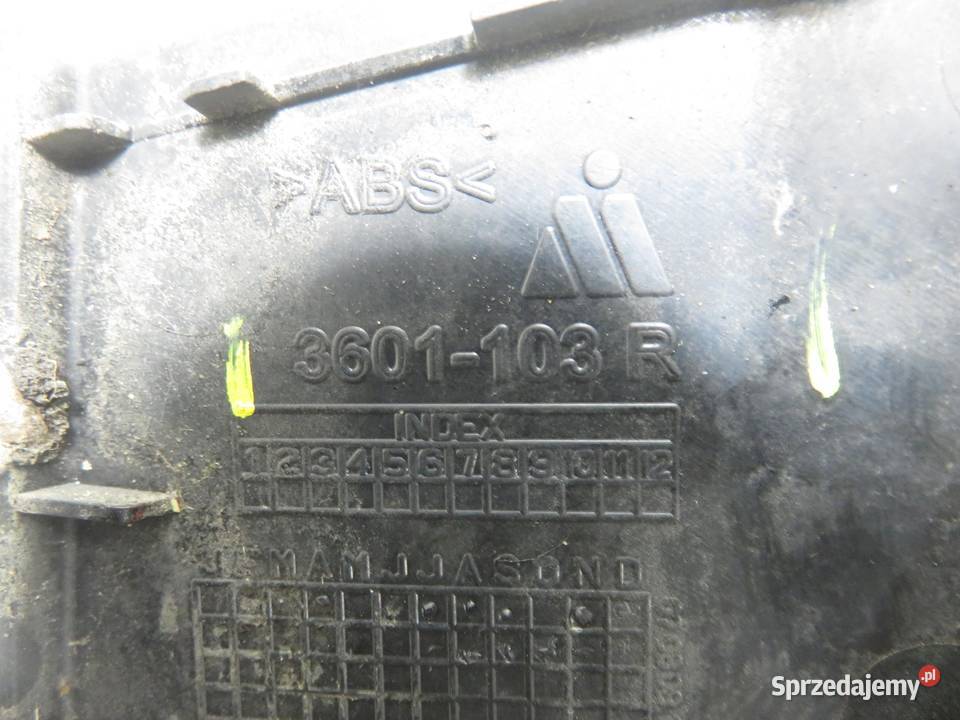 >ABS<
3601-103 R
INDEX
1 2 3 4 5 6 7 8 9 10 11 12
J F M A M J J A S O N D
Sprzedajemy.pl